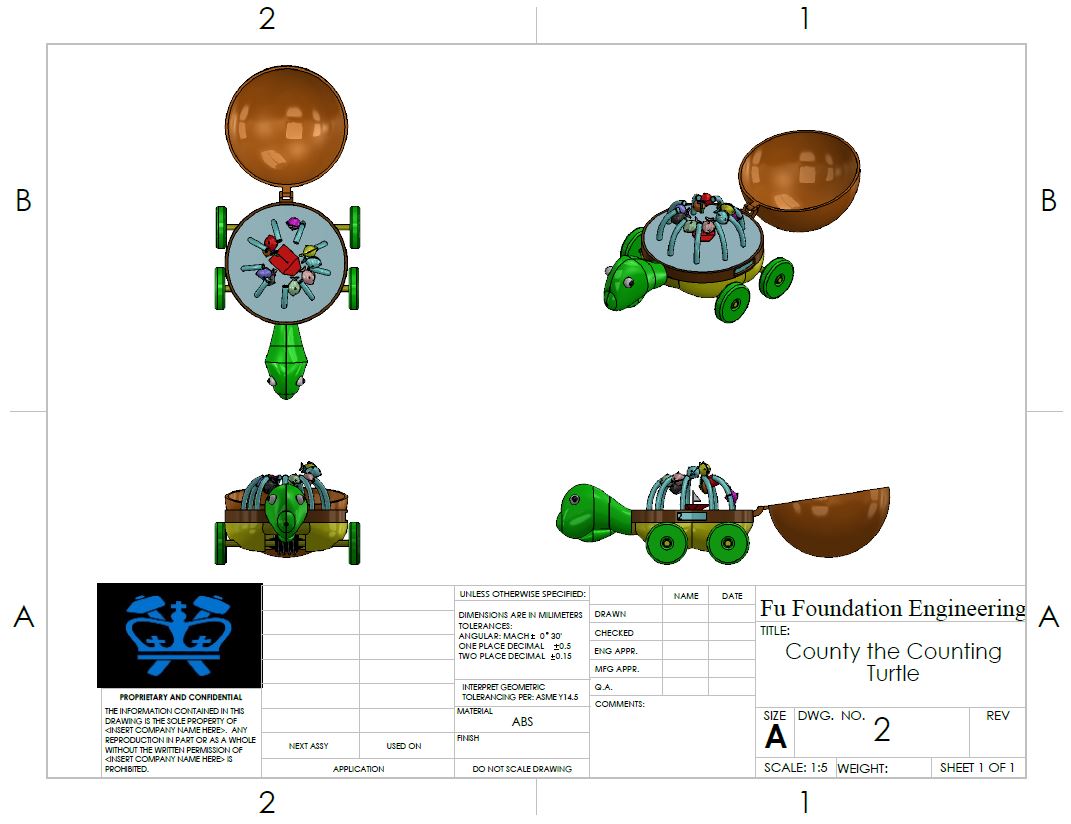 2
1
B
B
A
A
UNLESS OTHERWISE SPECIFIED:
DIMENSIONS ARE IN MILIMETERS
TOLERANCES:
ANGULAR: MACH ± 0° 30'
ONE PLACE DECIMAL ±0.5
TWO PLACE DECIMAL ±0.15
INTERPRET GEOMETRIC
TOLERANCING PER: ASME Y14.5
MATERIAL
ABS
FINISH
DO NOT SCALE DRAWING
NAME DATE
DRAWN
CHECKED
ENG APPR.
MFG APPR.
Q.A.
COMMENTS:
Fu Foundation Engineering
TITLE:
County the Counting
Turtle
SIZE
A
DWG. NO.
2
REV
SCALE: 1:5
WEIGHT:
SHEET 1 OF 1
PROPRIETARY AND CONFIDENTIAL
THE INFORMATION CONTAINED IN THIS
DRAWING IS THE SOLE PROPERTY OF
<INSERT COMPANY NAME HERE>. ANY
REPRODUCTION IN PART OR AS A WHOLE
WITHOUT THE WRITTEN PERMISSION OF
<INSERT COMPANY NAME HERE> IS
PROHIBITED.
NEXT ASSY
USED ON
APPLICATION
2
1